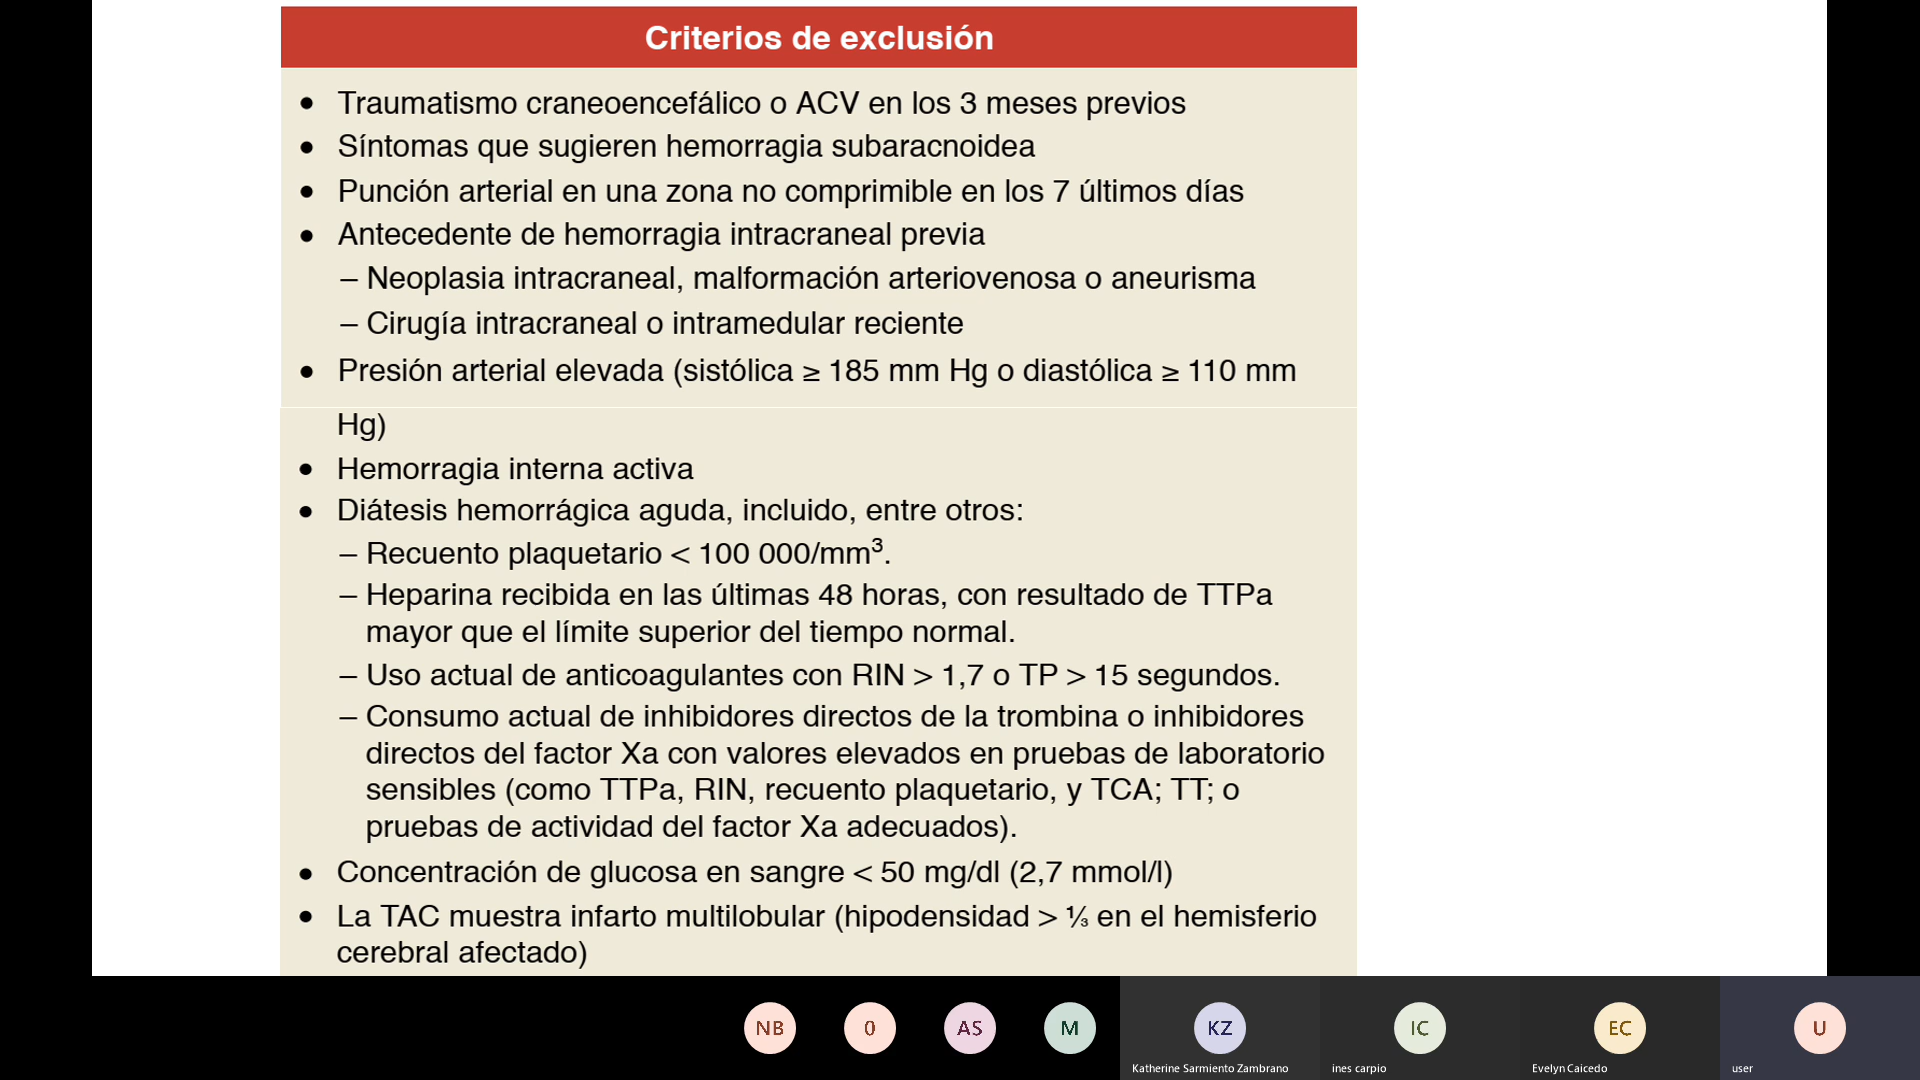 Criterios de exclusión
• Traumatismo craneoencefálico o ACV en los 3 meses previos
• Síntomas que sugieren hemorragia subaracnoidea
• Punción arterial en una zona no comprimible en los 7 últimos días
• Antecedente de hemorragia intracraneal previa
– Neoplasia intracraneal, malformación arteriovenosa o aneurisma
– Cirugía intracraneal o intramedular reciente
• Presión arterial elevada (sistólica ≥ 185 mm Hg o diastólica ≥ 110 mm
Hg)
• Hemorragia interna activa
• Diátesis hemorrágica aguda, incluido, entre otros:
– Recuento plaquetario < 100 000/mm³.
– Heparina recibida en las últimas 48 horas, con resultado de TTPa
mayor que el límite superior del tiempo normal.
– Uso actual de anticoagulantes con RIN > 1,7 o TP > 15 segundos.
– Consumo actual de inhibidores directos de la trombina o inhibidores
directos del factor Xa con valores elevados en pruebas de laboratorio
sensibles (como TTPa, RIN, recuento plaquetario, y TCA; TT; o
pruebas de actividad del factor Xa adecuados).
• Concentración de glucosa en sangre < 50 mg/dl (2,7 mmol/l)
• La TAC muestra infarto multilobular (hipodensidad > ⅓ en el hemisferio
cerebral afectado)
NB 0 AS M KZ IC EC U
Katherine Sarmiento Zambrano ines carpio Evelyn Caicedo user